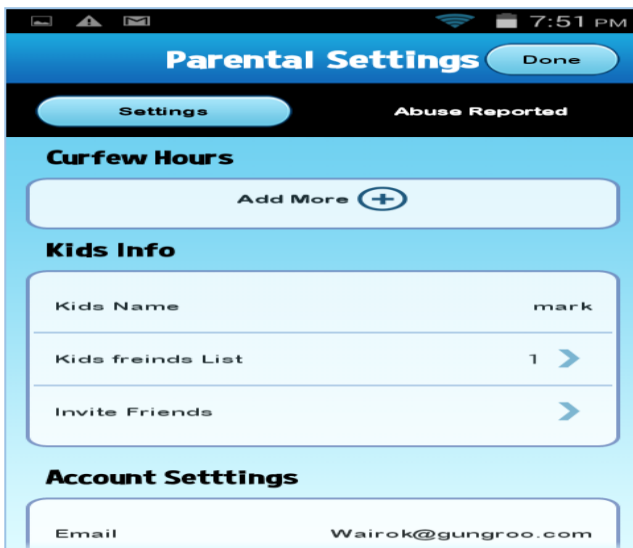 7:51 PM
Parental Settings Done
Settings Abuse Reported
Curfew Hours
Add More
Kids Info
Kids Name mark
Kids freinds List 1
Invite Friends
Account Setttings
Email Wairok@gungroo.com